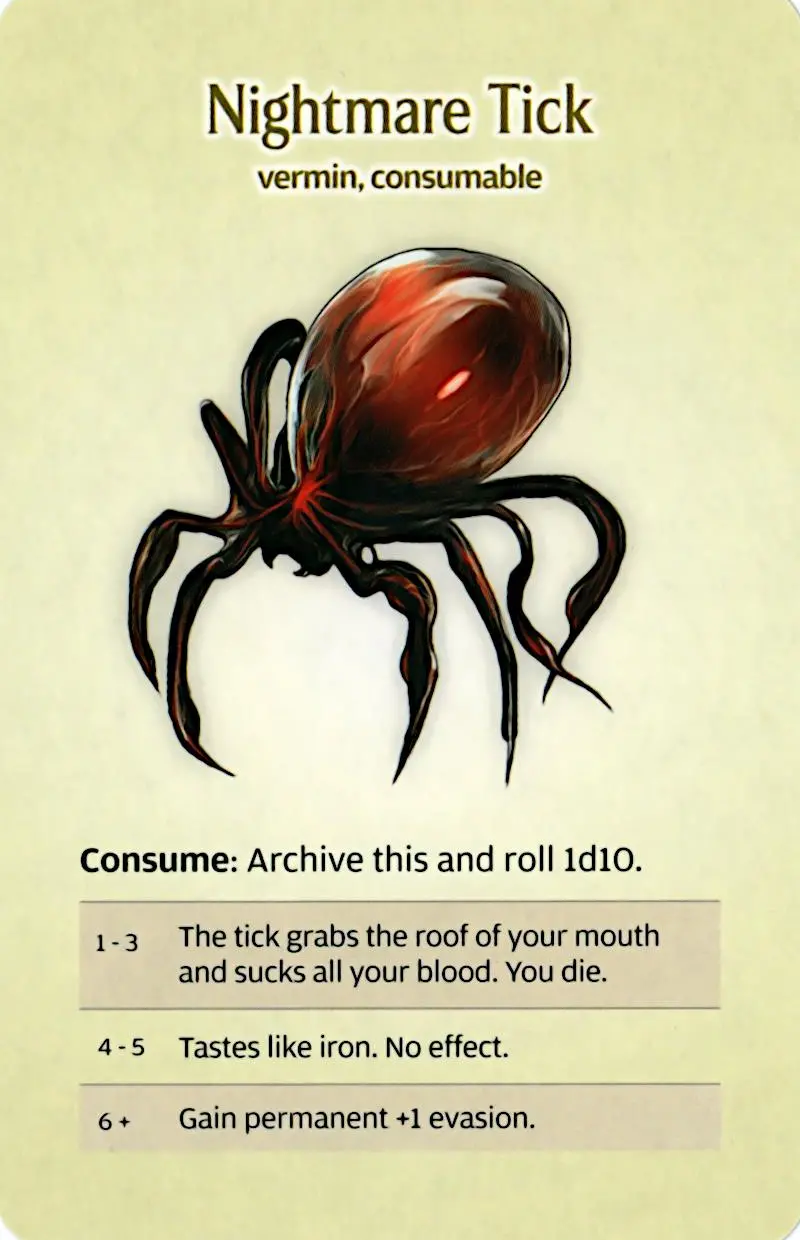 Nightmare Tick
vermin, consumable
Consume: Archive this and roll 1d10.
1 - 3 The tick grabs the roof of your mouth
and sucks all your blood. You die.
4 - 5 Tastes like iron. No effect.
6 + Gain permanent +1 evasion.